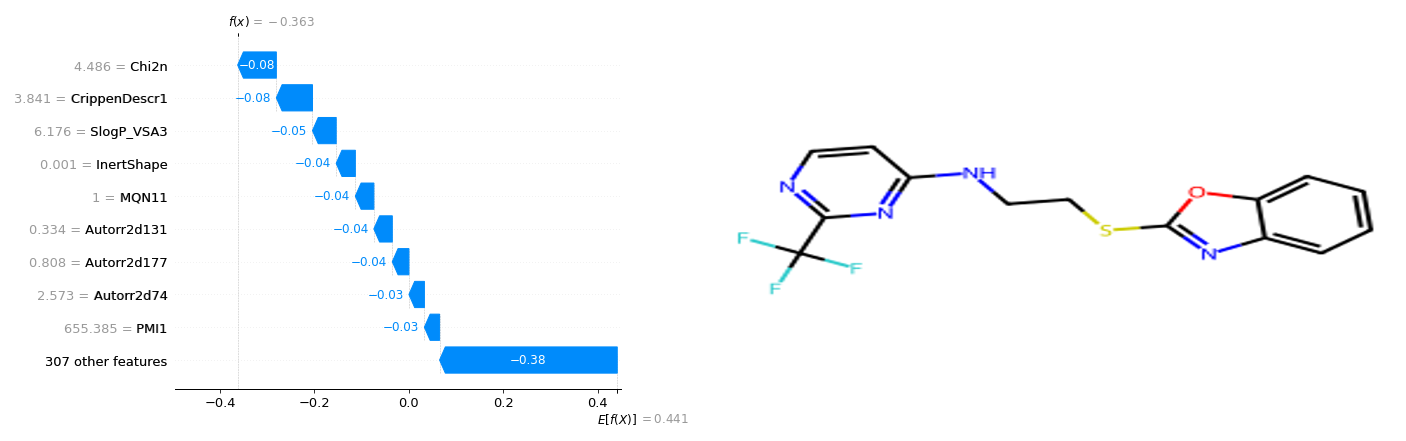 f(x) = −0.363
4.486 = Chi2n
−0.08
3.841 = CrippenDescr1
−0.08
6.176 = SlogP_VSA3
−0.05
0.001 = InertShape
−0.04
1 = MQN11
−0.04
0.334 = Autorr2d131
−0.04
0.808 = Autorr2d177
−0.04
2.573 = Autorr2d74
−0.03
655.385 = PMI1
−0.03
307 other features
−0.38
−0.4 −0.2 0.0 0.2 0.4
E[f(X)] = 0.441
N
N
NH
F
F
F
S
O
N